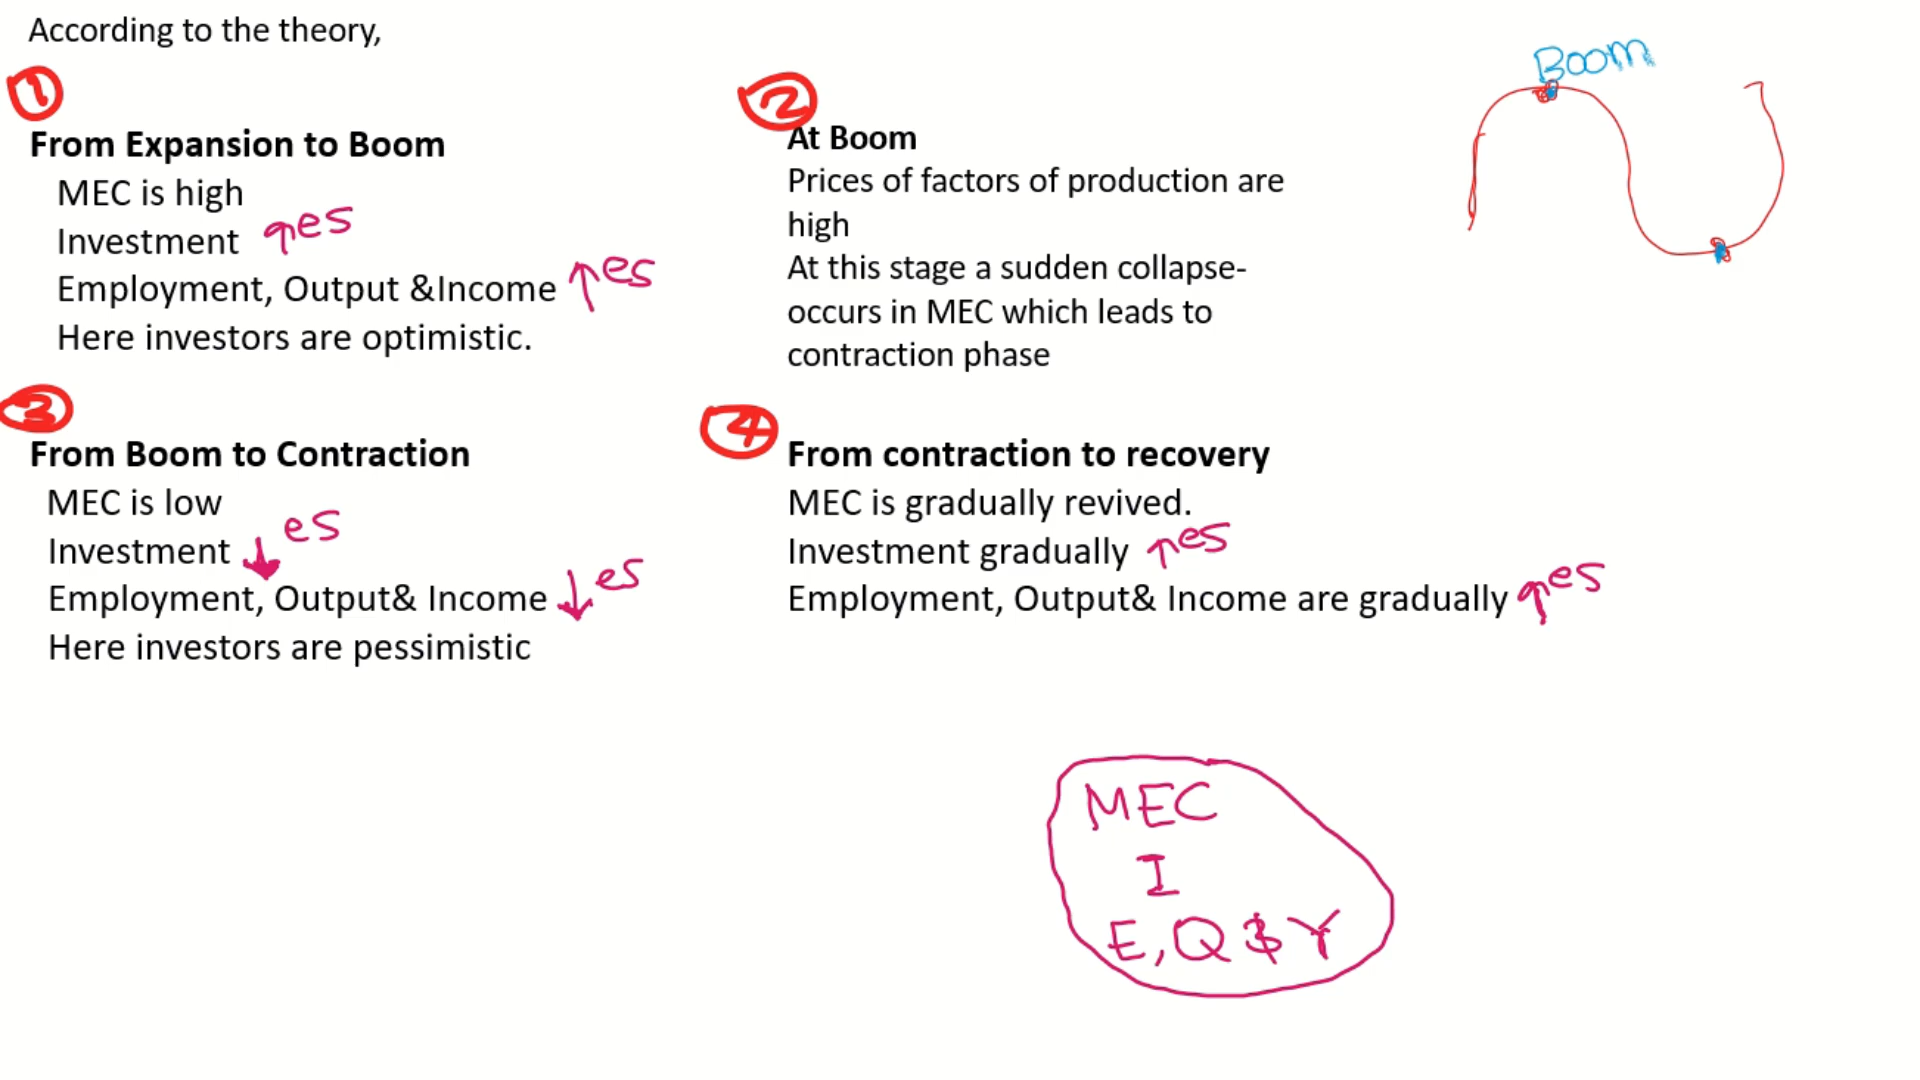 According to the theory,
1
From Expansion to Boom
MEC is high
Investment ↑es
Employment, Output &Income ↑es
Here investors are optimistic.
2
At Boom
Prices of factors of production are
high
At this stage a sudden collapse-
occurs in MEC which leads to
contraction phase
Boom
3
From Boom to Contraction
MEC is low
Investment ↓es
Employment, Output& Income ↓es
Here investors are pessimistic
4
From contraction to recovery
MEC is gradually revived.
Investment gradually ↑es
Employment, Output& Income are gradually ↑es
MEC
I
E, Q & Y